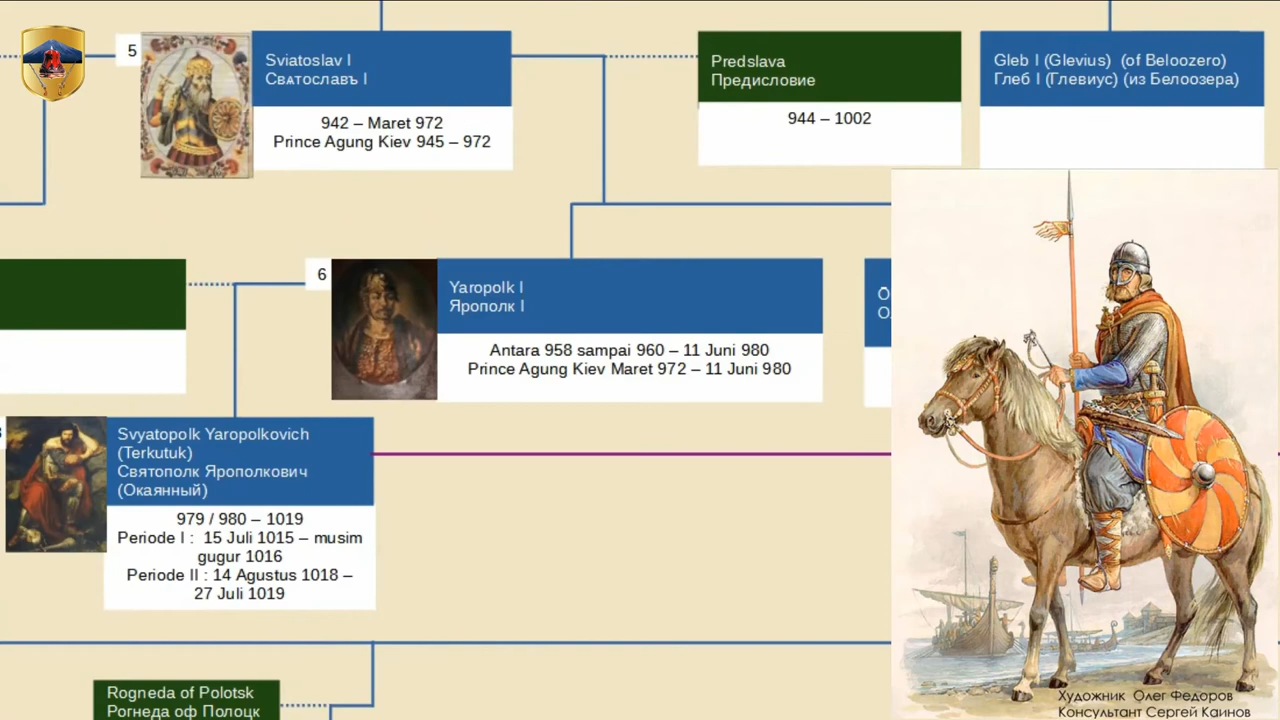 5
Sviatoslav I
Свѧтославъ I
942 – Maret 972
Prince Agung Kiev 945 – 972
Predslava
Предисловие
944 – 1002
Gleb I (Glevius) (of Beloozero)
Глеб I (Глевиус) (из Белоозера)
6
Yaropolk I
Ярополк I
Antara 958 sampai 960 – 11 Juni 980
Prince Agung Kiev Maret 972 – 11 Juni 980
Svyatopolk Yaropolkovich
(Terkutuk)
Святополк Ярополкович
(Окаянный)
979 / 980 – 1019
Periode I : 15 Juli 1015 – musim
gugur 1016
Periode II : 14 Agustus 1018 –
27 Juli 1019
Rogneda of Polotsk
Рогнеда оф Полоцк
Художник Олег Федоров
Консультант Сергей Каинов